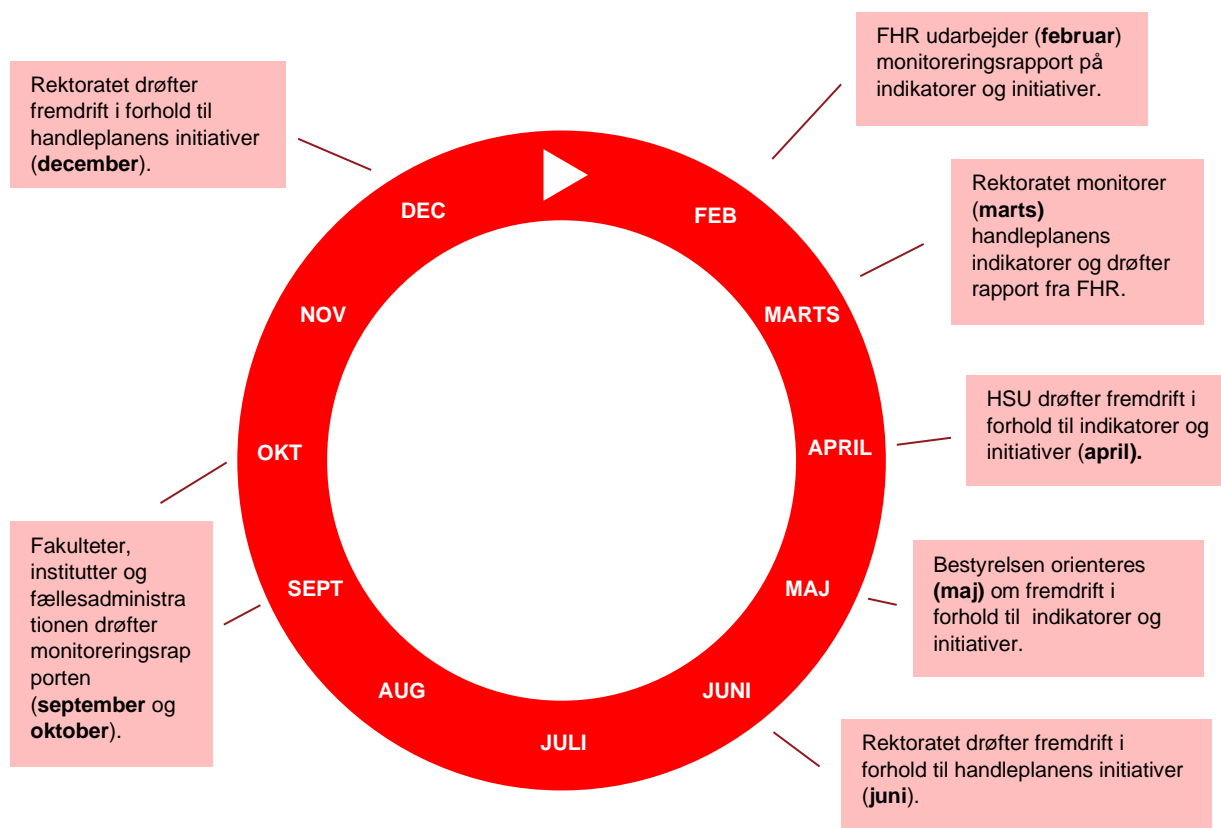 FHR udarbejder (februar)
monitoreringsrapport på
indikatorer og initiativer.
Rektoratet drøfter
fremdrift i forhold til
handleplanens initiativer
(december).
Rektoratet monitorer
(marts)
handleplanens
indikatorer og drøfter
rapport fra FHR.
DEC
FEB
NOV
MARTS
HSU drøfter fremdrift i
forhold til indikatorer og
initiativer (april).
OKT
APRIL
Fakulteter,
institutter og
fællesadministra
tionen drøfter
monitoreringsrap
porten
(september og
oktober).
SEPT
MAJ
Bestyrelsen orienteres
(maj) om fremdrift i
forhold til  indikatorer og
initiativer.
AUG
JUNI
JULI
Rektoratet drøfter fremdrift i
forhold til handleplanens initiativer
(juni).